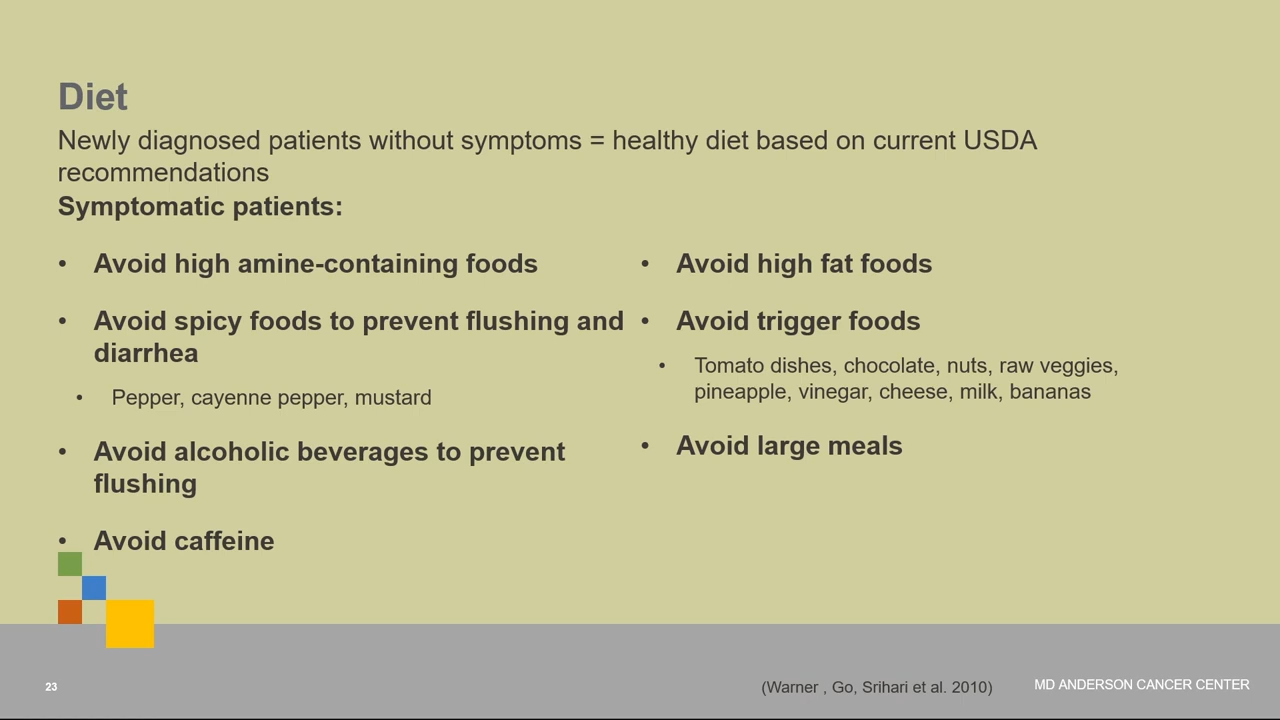 Diet
Newly diagnosed patients without symptoms = healthy diet based on current USDA
recommendations
Symptomatic patients:
• Avoid high amine-containing foods
• Avoid spicy foods to prevent flushing and
diarrhea
• Pepper, cayenne pepper, mustard
• Avoid alcoholic beverages to prevent
flushing
• Avoid caffeine
• Avoid high fat foods
• Avoid trigger foods
• Tomato dishes, chocolate, nuts, raw veggies,
pineapple, vinegar, cheese, milk, bananas
• Avoid large meals
23
(Warner , Go, Srihari et al. 2010)
MD ANDERSON CANCER CENTER